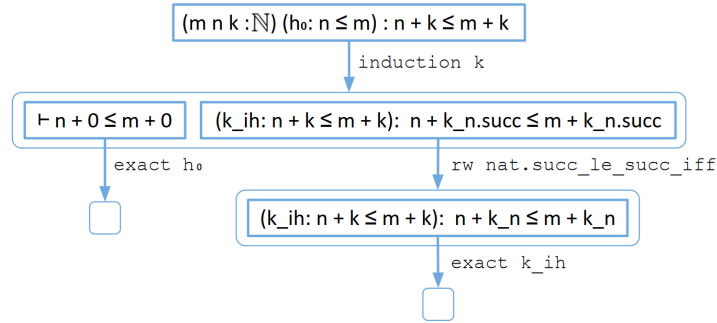 (m n k :ℕ) (h₀: n ≤ m) : n + k ≤ m + k
induction k
⊢ n + 0 ≤ m + 0
(k_ih: n + k ≤ m + k): n + k_n.succ ≤ m + k_n.succ
exact h₀
rw nat.succ_le_succ_iff
(k_ih: n + k ≤ m + k): n + k_n ≤ m + k_n
exact k_ih